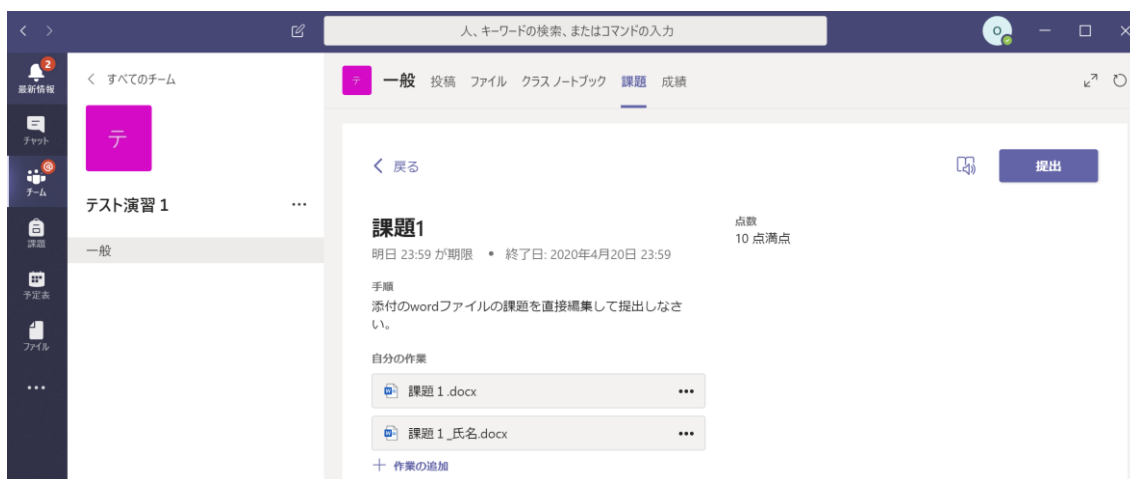 人、キーワードの検索、またはコマンドの入力
O
2
最新情報
チャット
@
チーム
課題
予定表
ファイル
すべてのチーム
テ
テスト演習 1
一般
テ
一般 投稿 ファイル クラス ノートブック 課題 成績
戻る
提出
課題1
明日 23:59 が期限 • 終了日: 2020年4月20日 23:59
点数
10 点満点
手順
添付のwordファイルの課題を直接編集して提出しなさ
い。
自分の作業
課題 1 .docx
課題 1 _氏名.docx
作業の追加